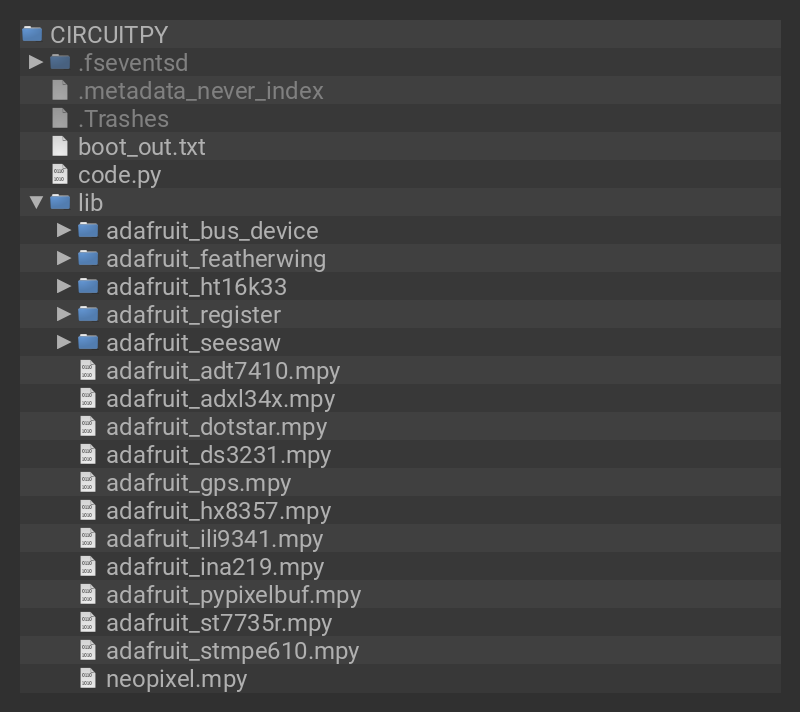 CIRCUITPY
.fseventsd
.metadata_never_index
.Trashes
boot_out.txt
code.py
lib
adafruit_bus_device
adafruit_featherwing
adafruit_ht16k33
adafruit_register
adafruit_seesaw
adafruit_adt7410.mpy
adafruit_adxl34x.mpy
adafruit_dotstar.mpy
adafruit_ds3231.mpy
adafruit_gps.mpy
adafruit_hx8357.mpy
adafruit_ili9341.mpy
adafruit_ina219.mpy
adafruit_pypixelbuf.mpy
adafruit_st7735r.mpy
adafruit_stmpe610.mpy
neopixel.mpy